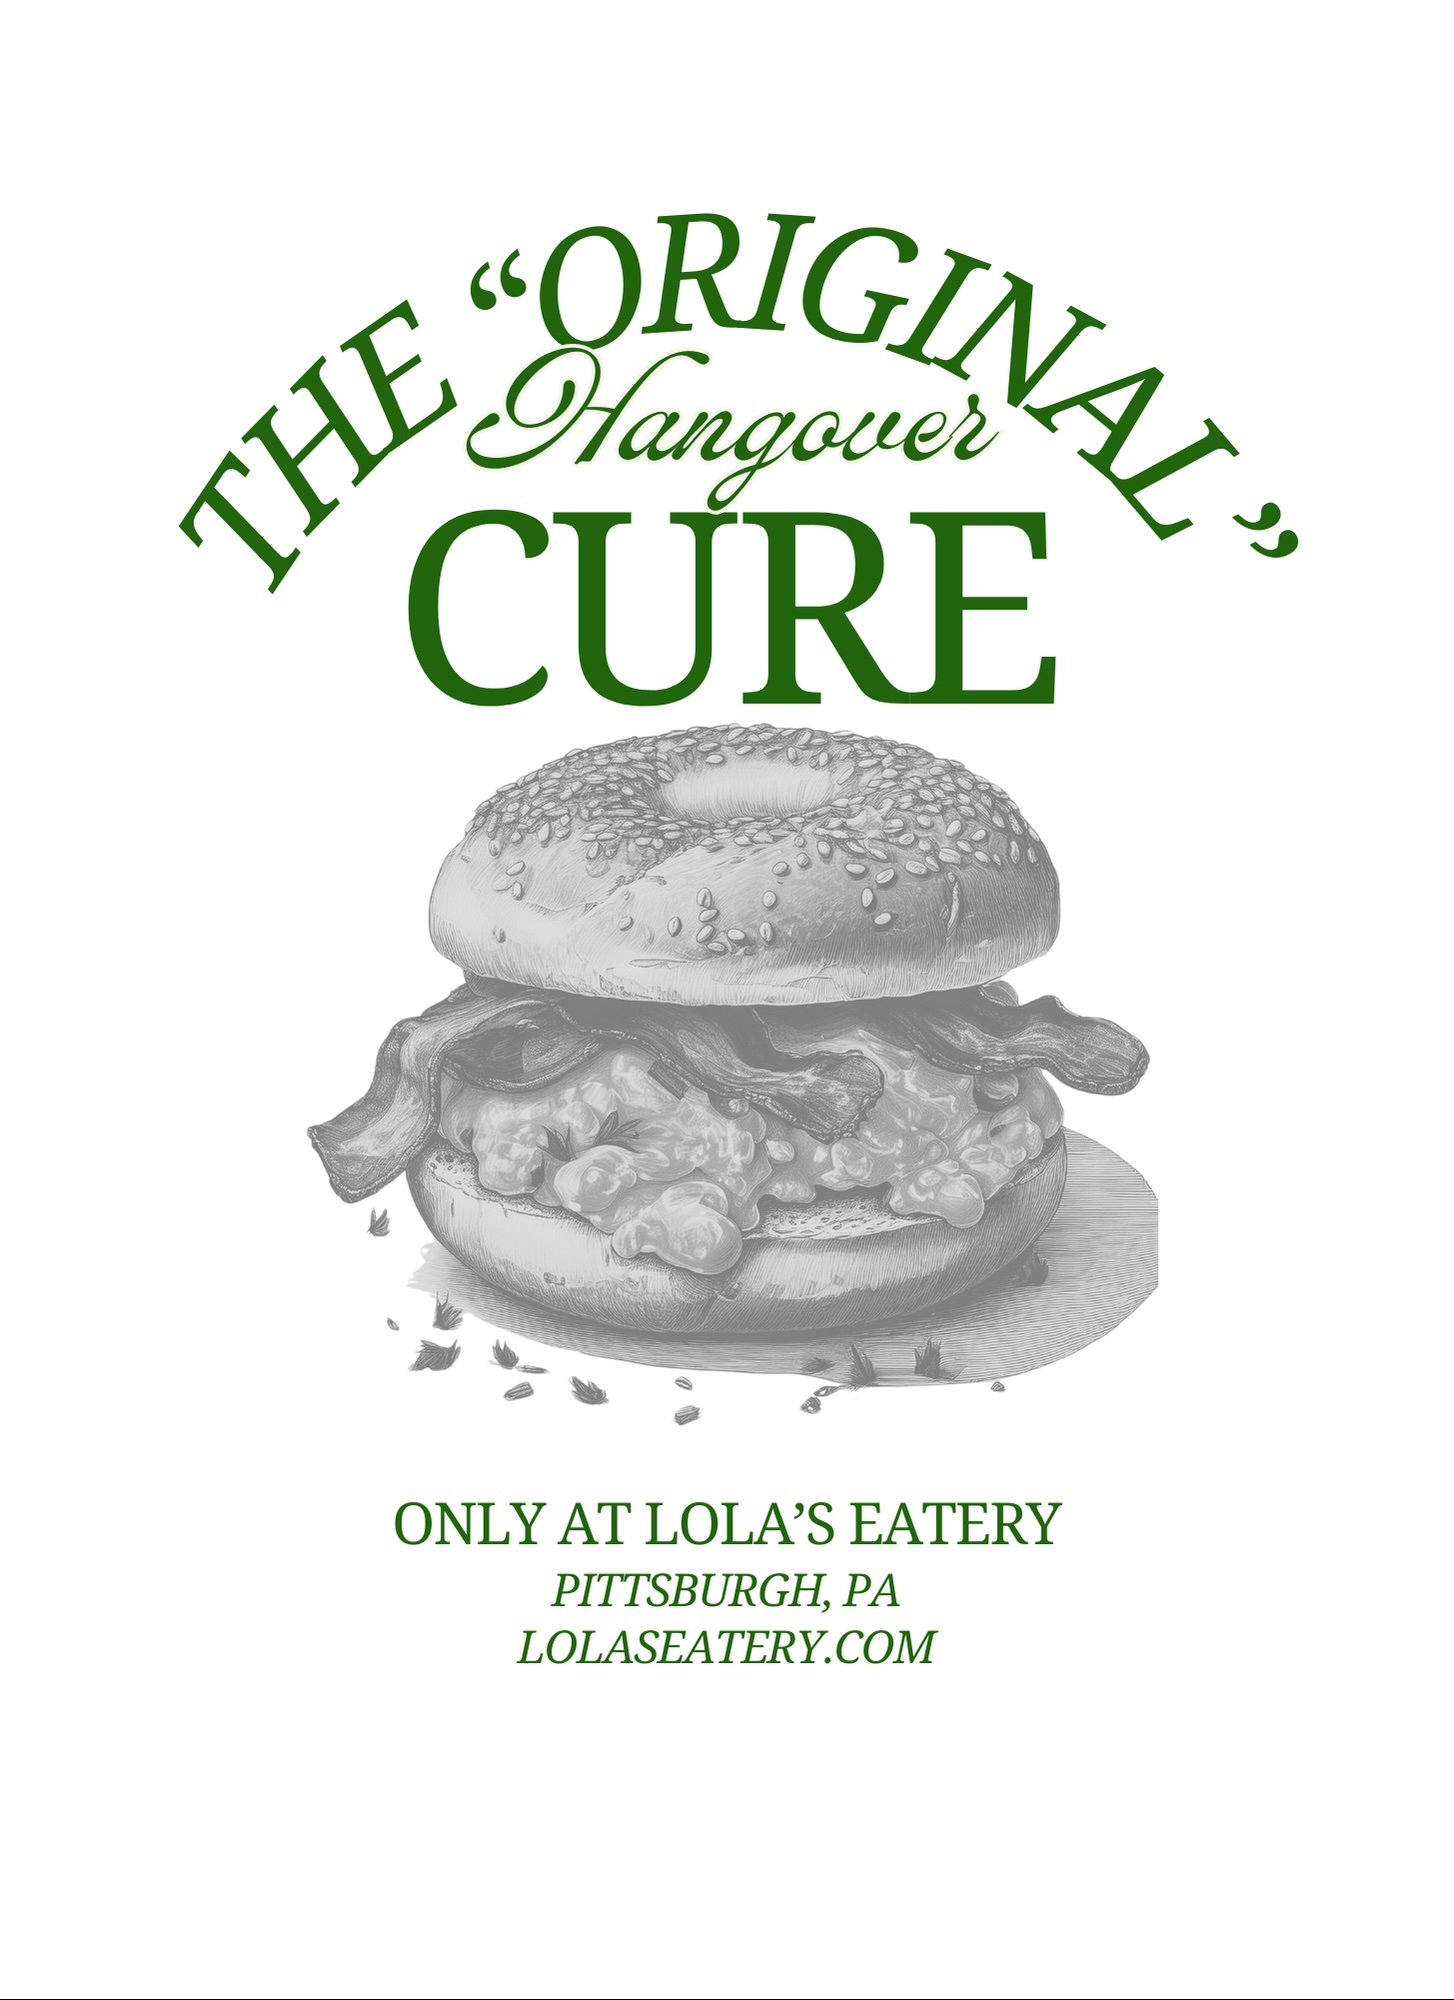 THE “ORIGINAL”
Hangover
CURE
ONLY AT LOLA’S EATERY
PITTSBURGH, PA
LOLASEATERY.COM